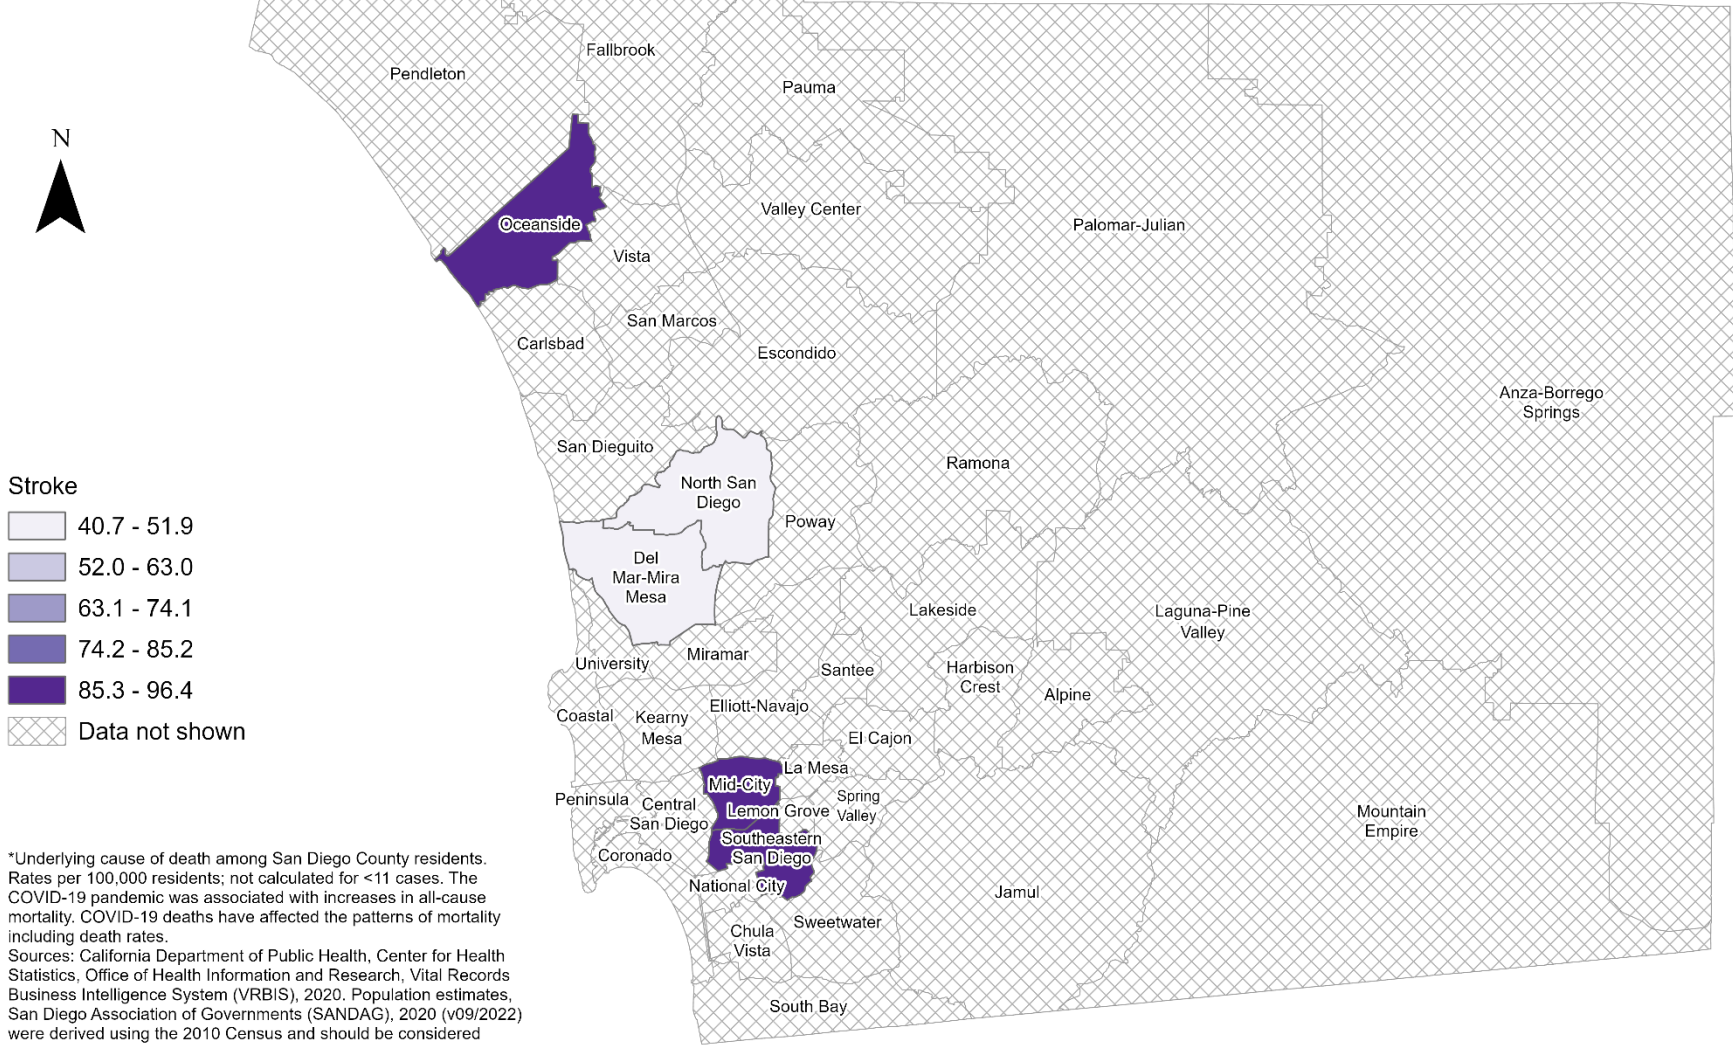 Fallbrook
Pendleton
Pauma
N
Valley Center
Oceanside
Palomar-Julian
Vista
San Marcos
Carlsbad
Escondido
Anza-Borrego
Springs
San Dieguito
Ramona
North San
Diego
Poway
Del
Mar-Mira
Mesa
Lakeside
Laguna-Pine
Valley
University
Miramar
Santee
Harbison
Crest
Alpine
Coastal
Kearny
Mesa
Elliott-Navajo
El Cajon
La Mesa
Mid-City
Peninsula
Central
San Diego
Lemon Grove
Spring
Valley
Mountain
Empire
Southeastern
San Diego
Coronado
National City
Jamul
Sweetwater
Chula
Vista
South Bay
Stroke
40.7 - 51.9
52.0 - 63.0
63.1 - 74.1
74.2 - 85.2
85.3 - 96.4
Data not shown
*Underlying cause of death among San Diego County residents.
Rates per 100,000 residents; not calculated for <11 cases. The
COVID-19 pandemic was associated with increases in all-cause
mortality. COVID-19 deaths have affected the patterns of mortality
including death rates.
Sources: California Department of Public Health, Center for Health
Statistics, Office of Health Information and Research, Vital Records
Business Intelligence System (VRBIS), 2020. Population estimates,
San Diego Association of Governments (SANDAG), 2020 (v09/2022)
were derived using the 2010 Census and should be considered